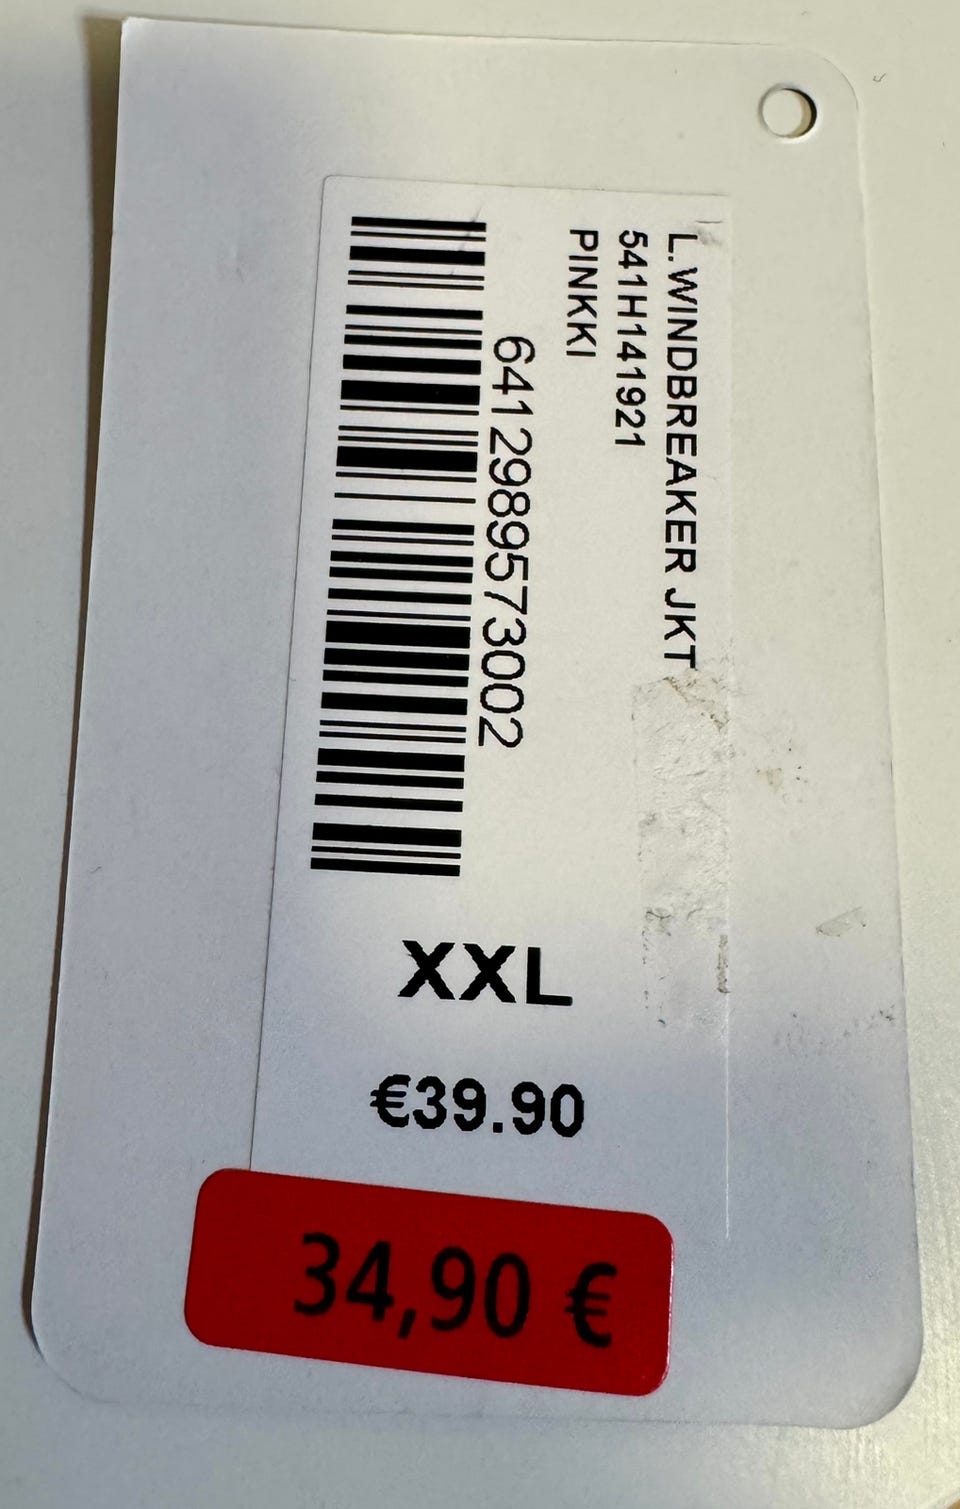 L.WINDBREAKER JKT
541H141921
PINKKI
6412989573002
XXL
€39.90
34,90 €